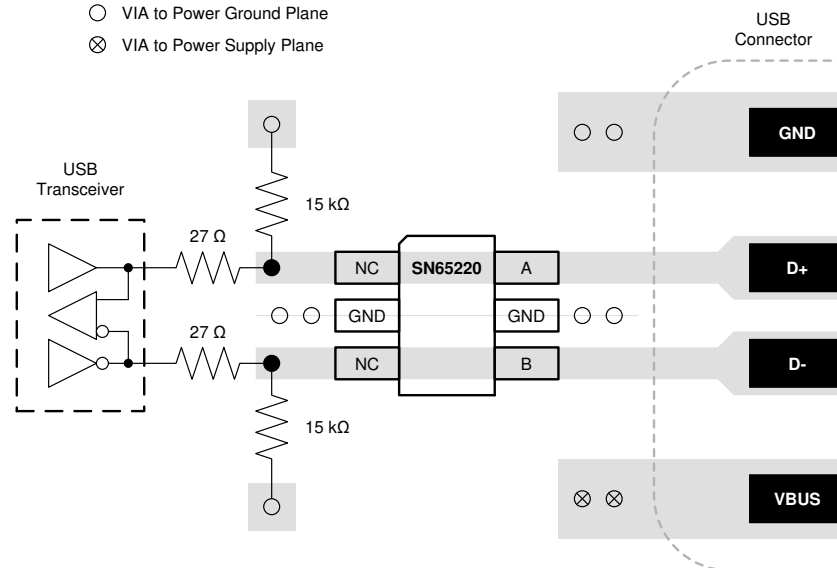 VIA to Power Ground Plane
VIA to Power Supply Plane
USB
Connector
GND
USB
Transceiver
15 kΩ
27 Ω
NC
SN65220
A
D+
GND
GND
27 Ω
NC
B
D-
15 kΩ
VBUS